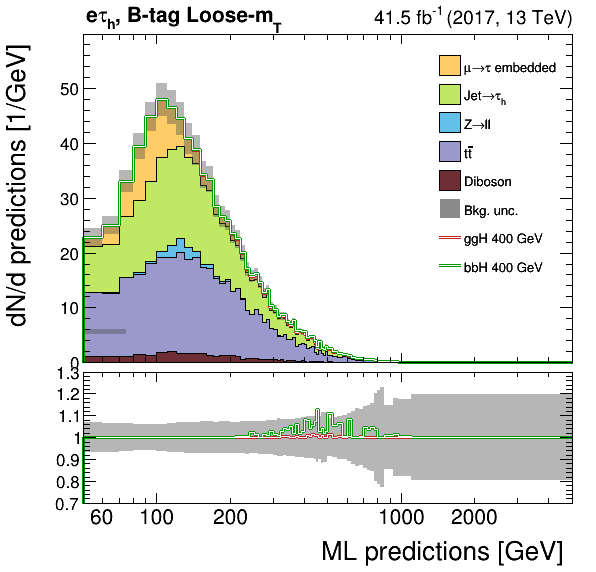 eτh, B-tag Loose-mT
41.5 fb-1 (2017, 13 TeV)
dN/d predictions [1/GeV]
50
40
30
20
10
0
μ→τ embedded
Jet→τh
Z→ll
tt̄
Diboson
Bkg. unc.
ggH 400 GeV
bbH 400 GeV
1.3
1.2
1.1
1
0.9
0.8
0.7
60 100 200 1000 2000
ML predictions [GeV]